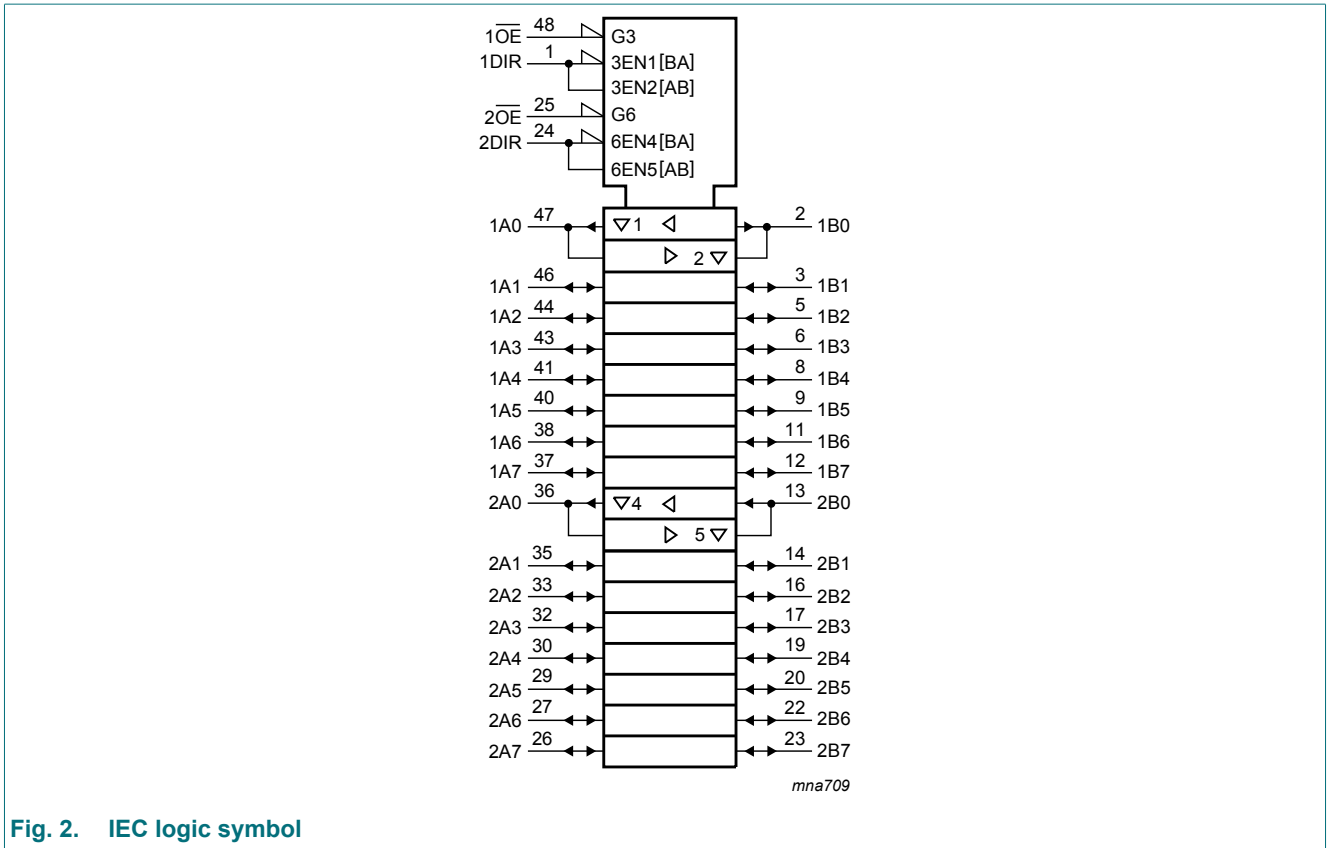 1O̅E̅ 48 G3
1DIR 1 3EN1[BA]
3EN2[AB]
2O̅E̅ 25 G6
2DIR 24 6EN4[BA]
6EN5[AB]
1A0 47 ▽1 ◁ 2 1B0
▷ 2▽
1A1 46 3 1B1
1A2 44 5 1B2
1A3 43 6 1B3
1A4 41 8 1B4
1A5 40 9 1B5
1A6 38 11 1B6
1A7 37 12 1B7
2A0 36 ▽4 ◁ 13 2B0
▷ 5▽
2A1 35 14 2B1
2A2 33 16 2B2
2A3 32 17 2B3
2A4 30 19 2B4
2A5 29 20 2B5
2A6 27 22 2B6
2A7 26 23 2B7
mna709
Fig. 2. IEC logic symbol